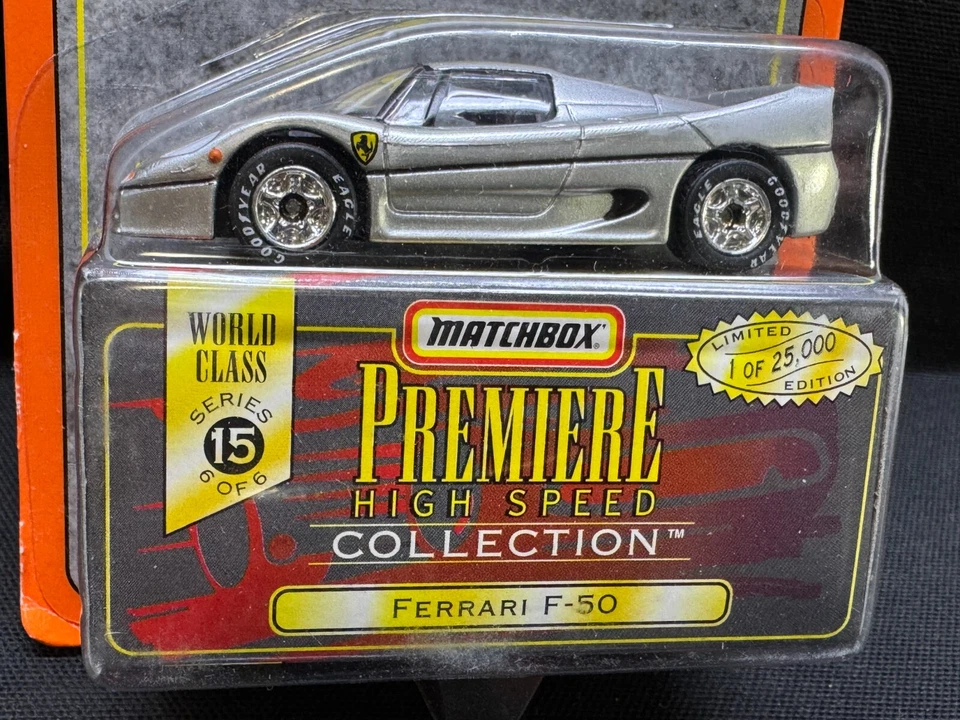 GOODYEAR
EAGLE
EAGLE
GOODYEAR
WORLD
CLASS
SERIES
15
6 OF 6
MATCHBOX®
PREMIERE
HIGH SPEED
COLLECTION™
FERRARI F-50
LIMITED
1 OF 25,000
EDITION